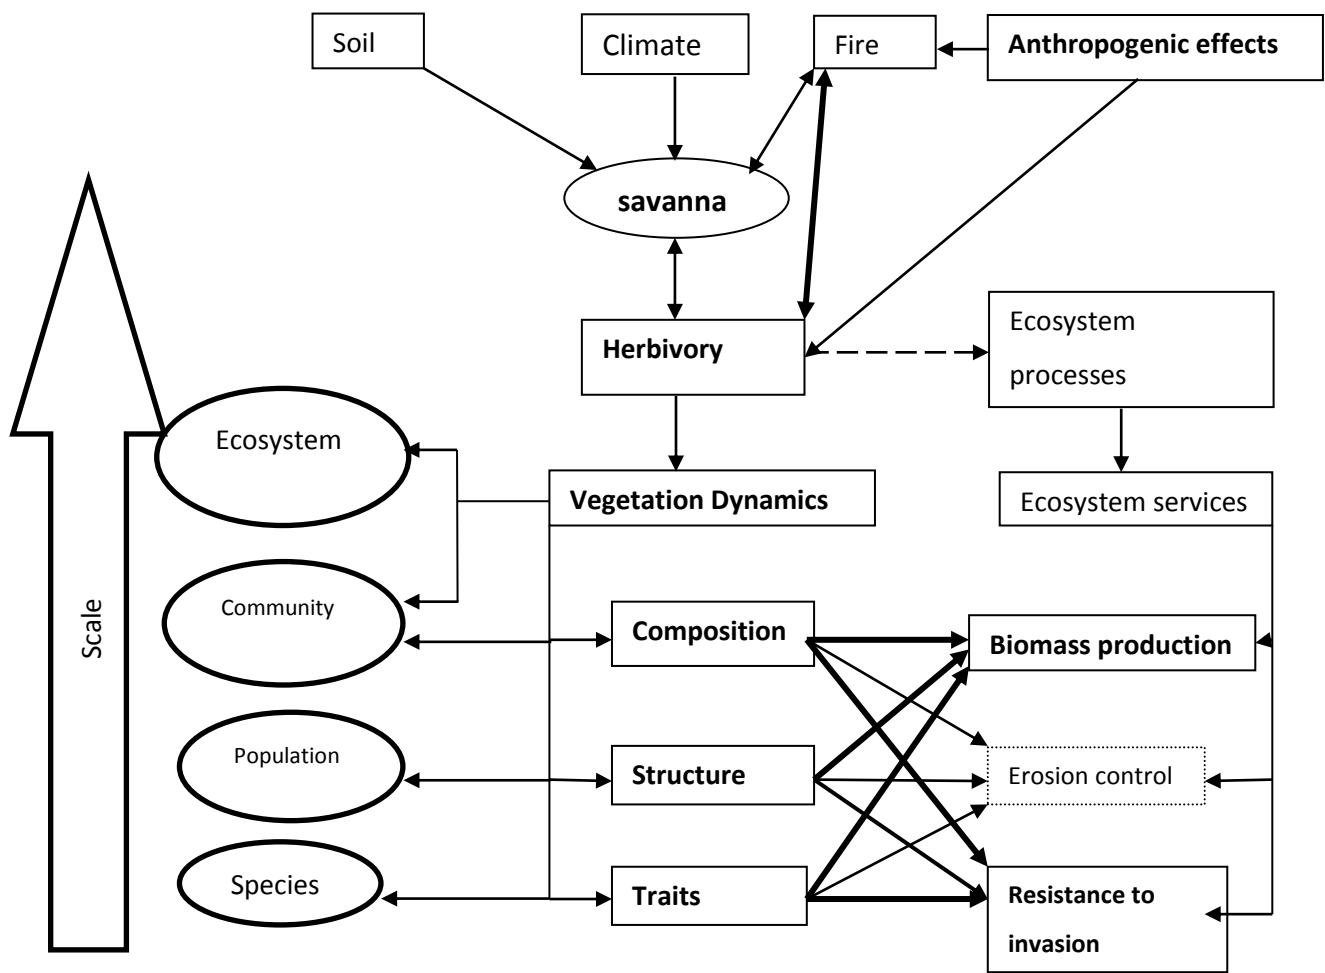 Soil
Climate
Fire
Anthropogenic effects
savanna
Herbivory
Ecosystem
processes
Ecosystem
Vegetation Dynamics
Ecosystem services
Scale
Community
Composition
Biomass production
Population
Structure
Erosion control
Species
Traits
Resistance to
invasion